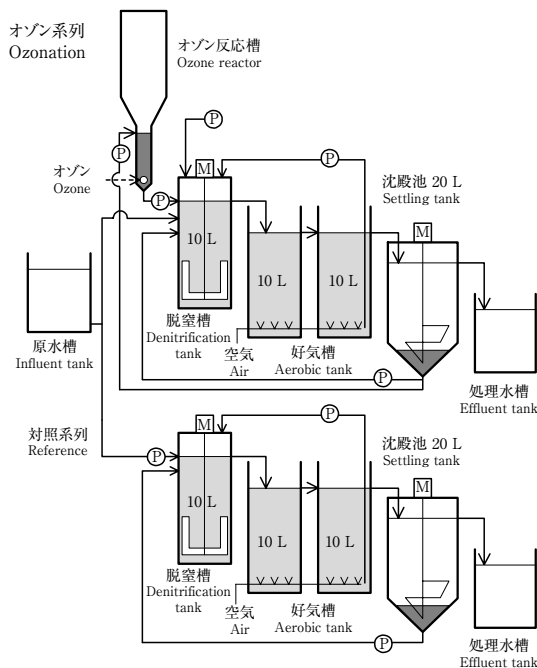 オゾン系列
Ozonation
オゾン反応槽
Ozone reactor
P
P
P
オゾン
Ozone
P
M
沈殿池 20 L
Settling tank
M
10 L
10 L
10 L
原水槽
Influent tank
脱窒槽
Denitrification
tank
空気
Air
好気槽
Aerobic tank
P
処理水槽
Effluent tank
対照系列
Reference
P
M
P
沈殿池 20 L
Settling tank
M
10 L
10 L
10 L
脱窒槽
Denitrification
tank
空気
Air
好気槽
Aerobic tank
P
処理水槽
Effluent tank